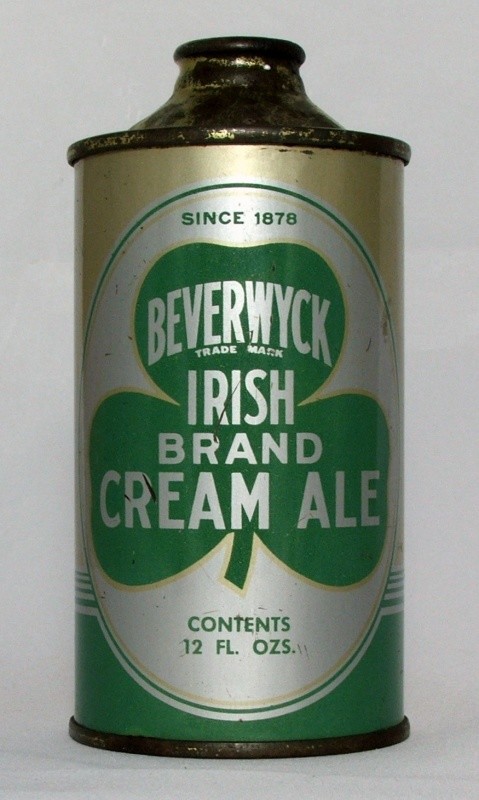 SINCE 1878
BEVERWYCK
TRADE MARK
IRISH
BRAND
CREAM ALE
CONTENTS
12 FL. OZS.